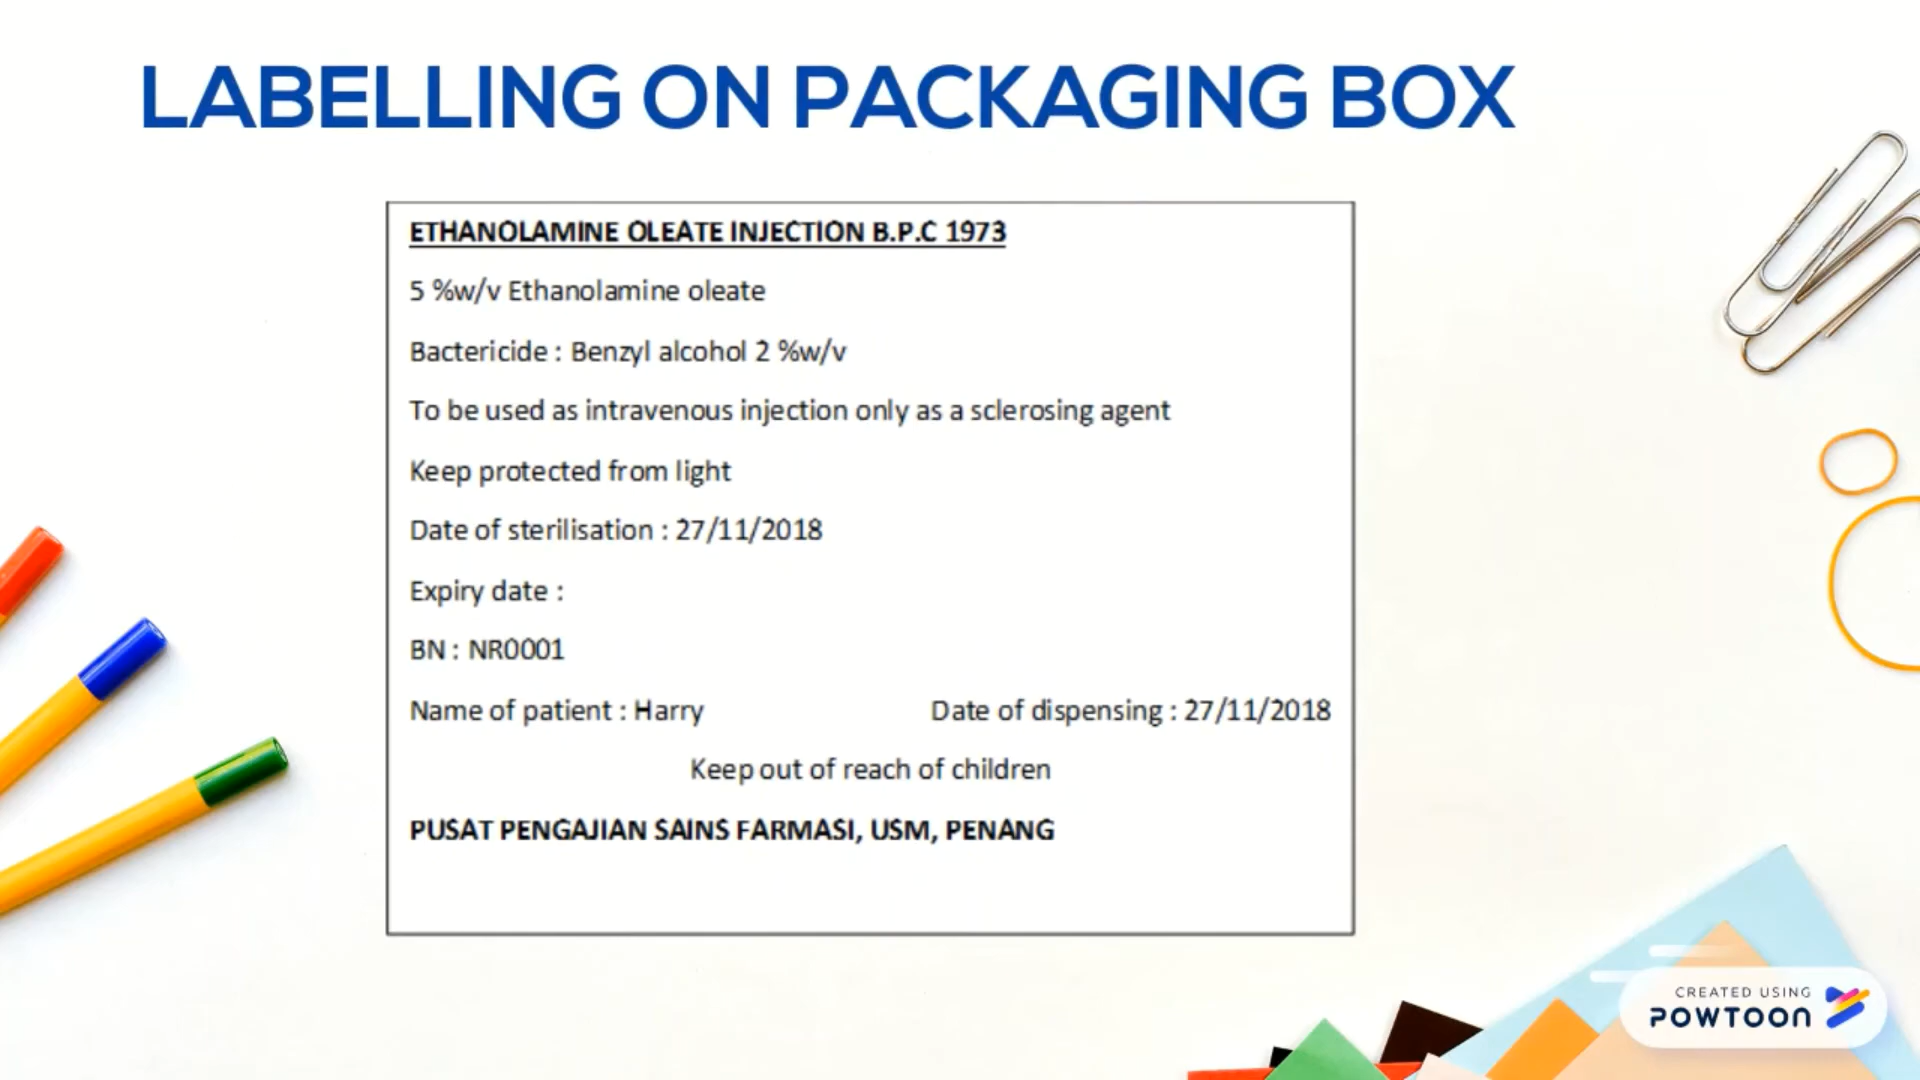 LABELLING ON PACKAGING BOX
ETHANOLAMINE OLEATE INJECTION B.P.C 1973
5 %w/v Ethanolamine oleate
Bactericide : Benzyl alcohol 2 %w/v
To be used as intravenous injection only as a sclerosing agent
Keep protected from light
Date of sterilisation : 27/11/2018
Expiry date :
BN : NR0001
Name of patient : Harry Date of dispensing : 27/11/2018
Keep out of reach of children
PUSAT PENGAJIAN SAINS FARMASI, USM, PENANG
CREATED USING
POWTOON